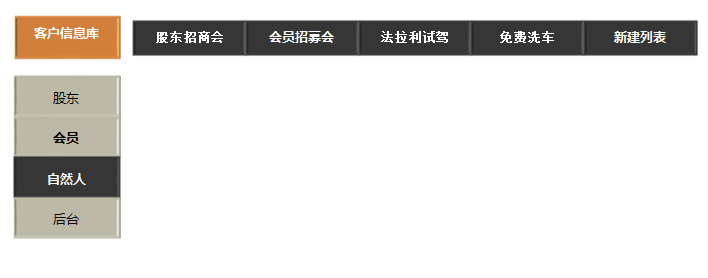 客户信息库 股东招商会 会员招募会 法拉利试驾 免费洗车 新建列表
股东
会员
自然人
后台